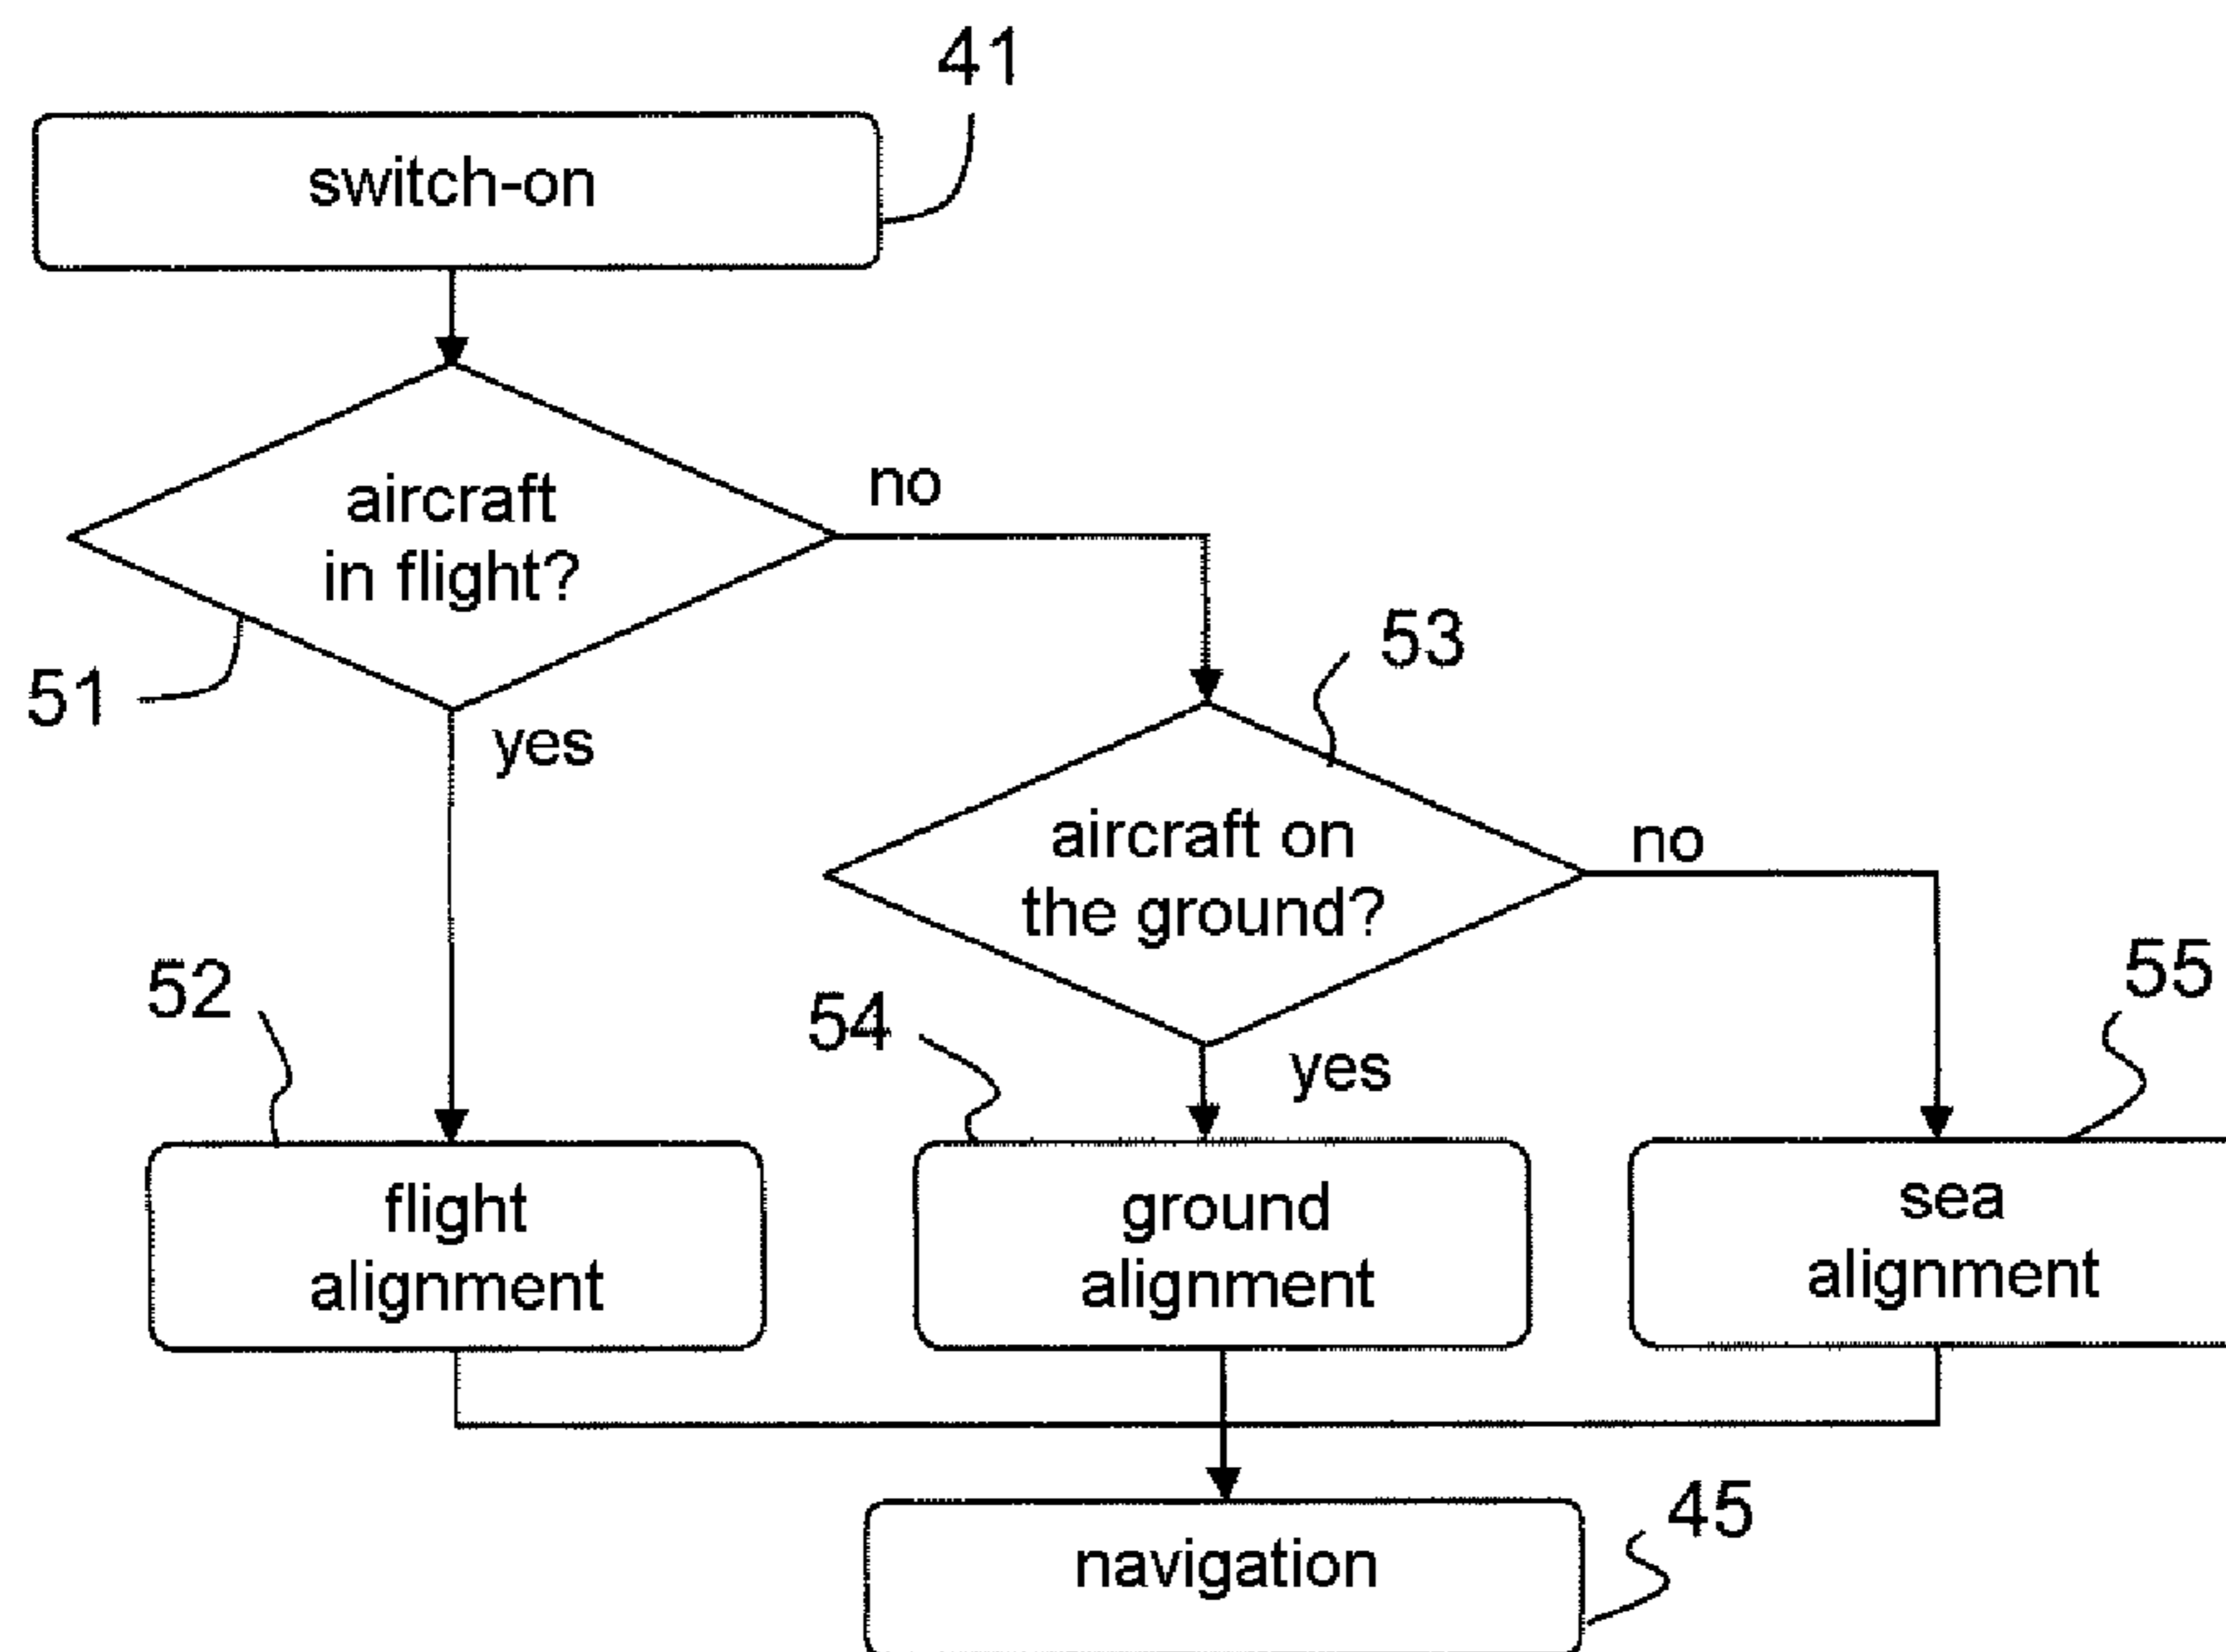 41
switch-on
aircraft
in flight?
no
51
yes
53
aircraft on
the ground?
no
52
54
yes
55
flight
alignment
ground
alignment
sea
alignment
45
navigation